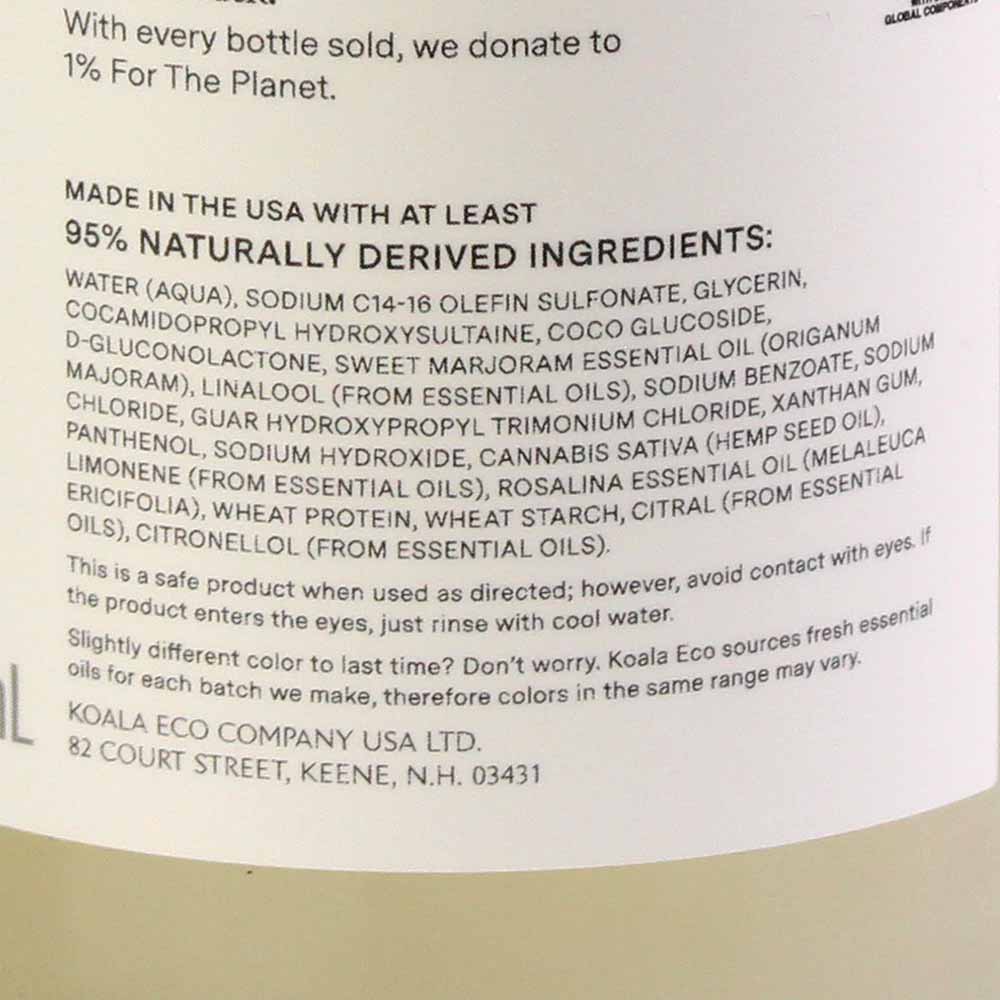 With every bottle sold, we donate to
1% For The Planet.
GLOBAL COMPONENTS
MADE IN THE USA WITH AT LEAST
95% NATURALLY DERIVED INGREDIENTS:
WATER (AQUA), SODIUM C14-16 OLEFIN SULFONATE, GLYCERIN,
COCAMIDOPROPYL HYDROXYSULTAINE, COCO GLUCOSIDE,
D-GLUCONOLACTONE, SWEET MARJORAM ESSENTIAL OIL (ORIGANUM
MAJORAM), LINALOOL (FROM ESSENTIAL OILS), SODIUM BENZOATE, SODIUM
CHLORIDE, GUAR HYDROXYPROPYL TRIMONIUM CHLORIDE, XANTHAN GUM,
PANTHENOL, SODIUM HYDROXIDE, CANNABIS SATIVA (HEMP SEED OIL),
LIMONENE (FROM ESSENTIAL OILS), ROSALINA ESSENTIAL OIL (MELALEUCA
ERICIFOLIA), WHEAT PROTEIN, WHEAT STARCH, CITRAL (FROM ESSENTIAL
OILS), CITRONELLOL (FROM ESSENTIAL OILS).
This is a safe product when used as directed; however, avoid contact with eyes. If
the product enters the eyes, just rinse with cool water.
Slightly different color to last time? Don't worry. Koala Eco sources fresh essential
oils for each batch we make, therefore colors in the same range may vary.
mL
KOALA ECO COMPANY USA LTD.
82 COURT STREET, KEENE, N.H. 03431